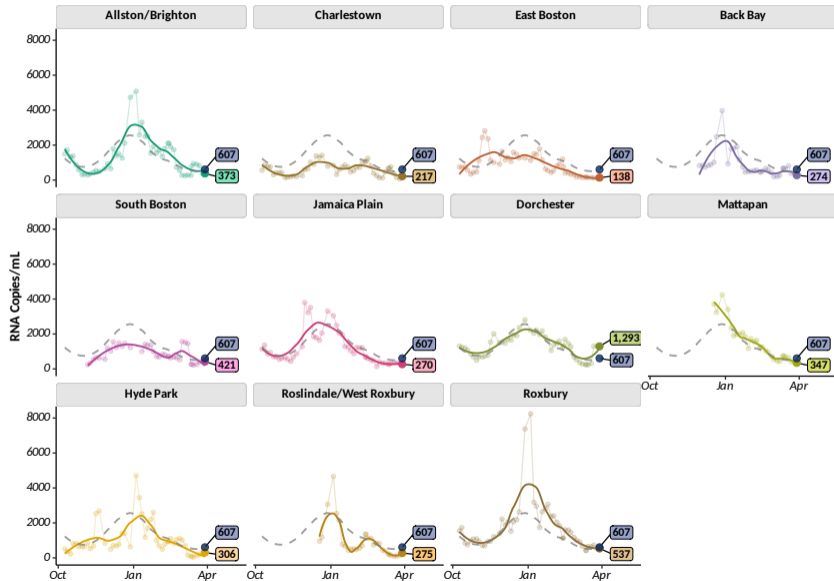 Allston/Brighton Charlestown East Boston Back Bay
8000
6000
4000
2000
0
607 607 607 607
373 217 138 274
South Boston Jamaica Plain Dorchester Mattapan
8000
6000
4000
2000
0
607 607 1,293 607
421 270 607 347
RNA Copies/mL
Oct Jan Apr
Hyde Park Roslindale/West Roxbury Roxbury
8000
6000
4000
2000
0
607 607 607
306 275 537
Oct Jan Apr Oct Jan Apr Oct Jan Apr